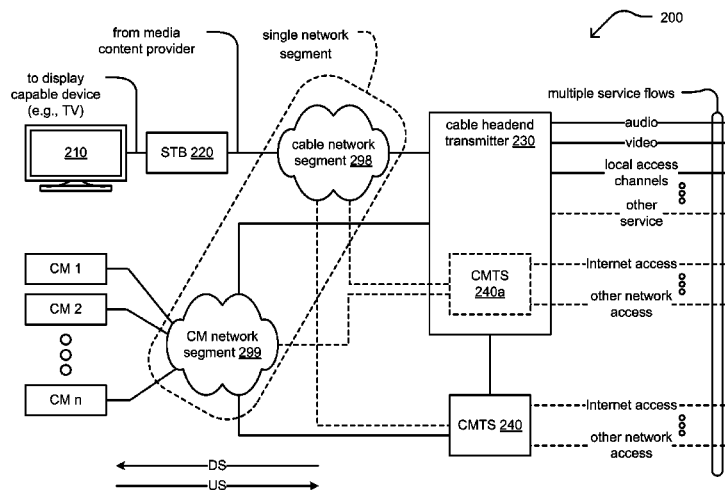 200
from media
content provider
single network
segment
to display
capable device
(e.g., TV)
multiple service flows
210
STB 220
cable network
segment 298
cable headend
transmitter 230
audio
video
local access
channels
other
service
CM 1
CM 2
CM n
CM network
segment 299
CMTS
240a
Internet access
other network
access
CMTS 240
Internet access
other network
access
DS
US